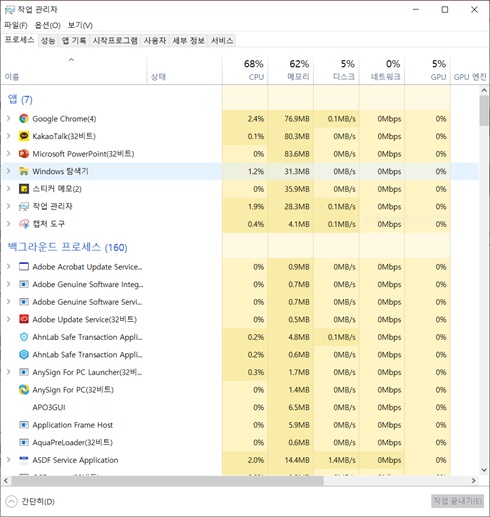 작업 관리자
파일(F) 옵션(O) 보기(V)
프로세스 성능 앱 기록 시작프로그램 사용자 세부 정보 서비스
68% 62% 5% 0% 5%
이름 상태 CPU 메모리 디스크 네트워크 GPU GPU 엔진
앱 (7)
Google Chrome(4) 2.4% 76.9MB 0.1MB/s 0Mbps 0%
KakaoTalk(32비트) 0.1% 80.3MB 0MB/s 0Mbps 0%
Microsoft PowerPoint(32비트) 0% 83.6MB 0MB/s 0Mbps 0%
Windows 탐색기 1.2% 31.3MB 0MB/s 0Mbps 0%
스티커 메모(2) 0% 35.9MB 0MB/s 0Mbps 0%
작업 관리자 1.9% 28.3MB 0.1MB/s 0Mbps 0%
캡처 도구 0.4% 4.1MB 0.1MB/s 0Mbps 0%
백그라운드 프로세스 (160)
Adobe Acrobat Update Service... 0% 0.9MB 0MB/s 0Mbps 0%
Adobe Genuine Software Integ... 0% 0.7MB 0MB/s 0Mbps 0%
Adobe Genuine Software Servi... 0% 0.7MB 0MB/s 0Mbps 0%
Adobe Update Service(32비트) 0% 0.5MB 0MB/s 0Mbps 0%
AhnLab Safe Transaction Appli... 0.2% 4.8MB 0.1MB/s 0Mbps 0%
AhnLab Safe Transaction Appli... 0.2% 0.6MB 0MB/s 0Mbps 0%
AnySign For PC Launcher(32비트) 0.3% 1.7MB 0MB/s 0Mbps 0%
AnySign For PC(32비트) 0% 1.4MB 0MB/s 0Mbps 0%
APO3GUI 0% 6.5MB 0MB/s 0Mbps 0%
Application Frame Host 0% 5.9MB 0MB/s 0Mbps 0%
AquaPreLoader(32비트) 0% 0.6MB 0MB/s 0Mbps 0%
ASDF Service Application 2.0% 14.4MB 1.4MB/s 0Mbps 0%
간단히(D) 작업 끝내기(E)